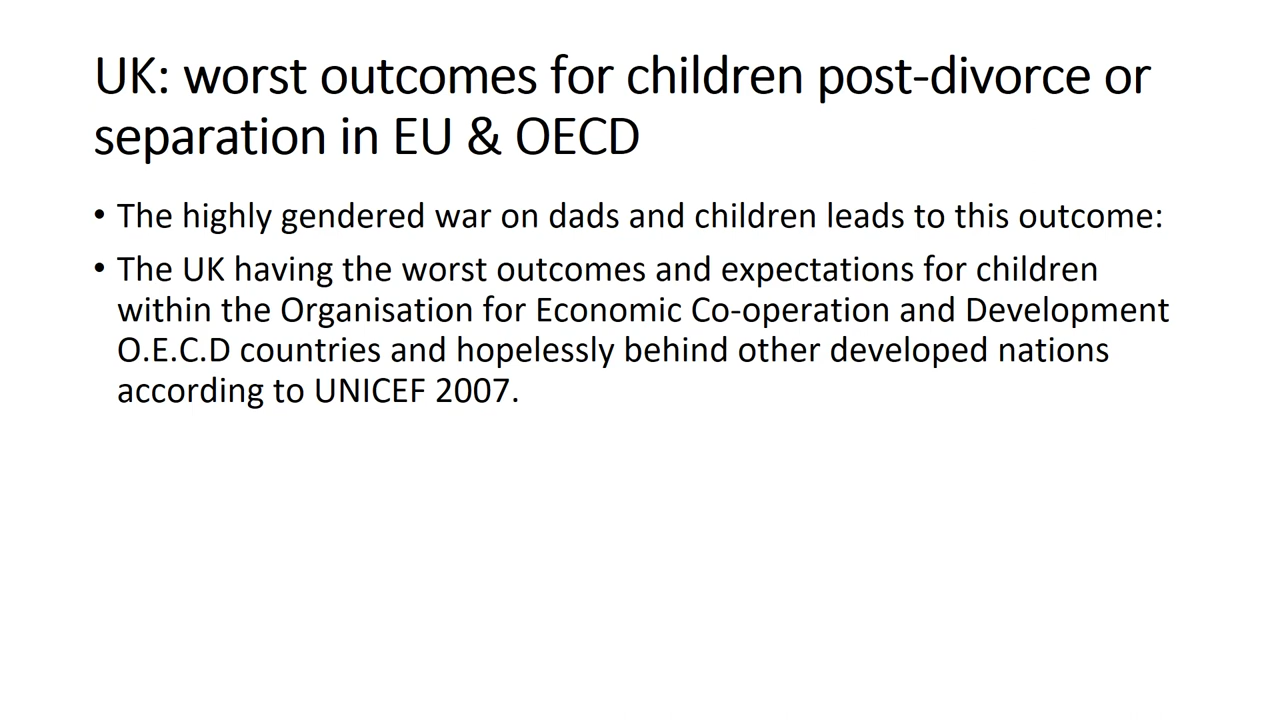 UK: worst outcomes for children post-divorce or
separation in EU & OECD
• The highly gendered war on dads and children leads to this outcome:
• The UK having the worst outcomes and expectations for children
within the Organisation for Economic Co-operation and Development
O.E.C.D countries and hopelessly behind other developed nations
according to UNICEF 2007.